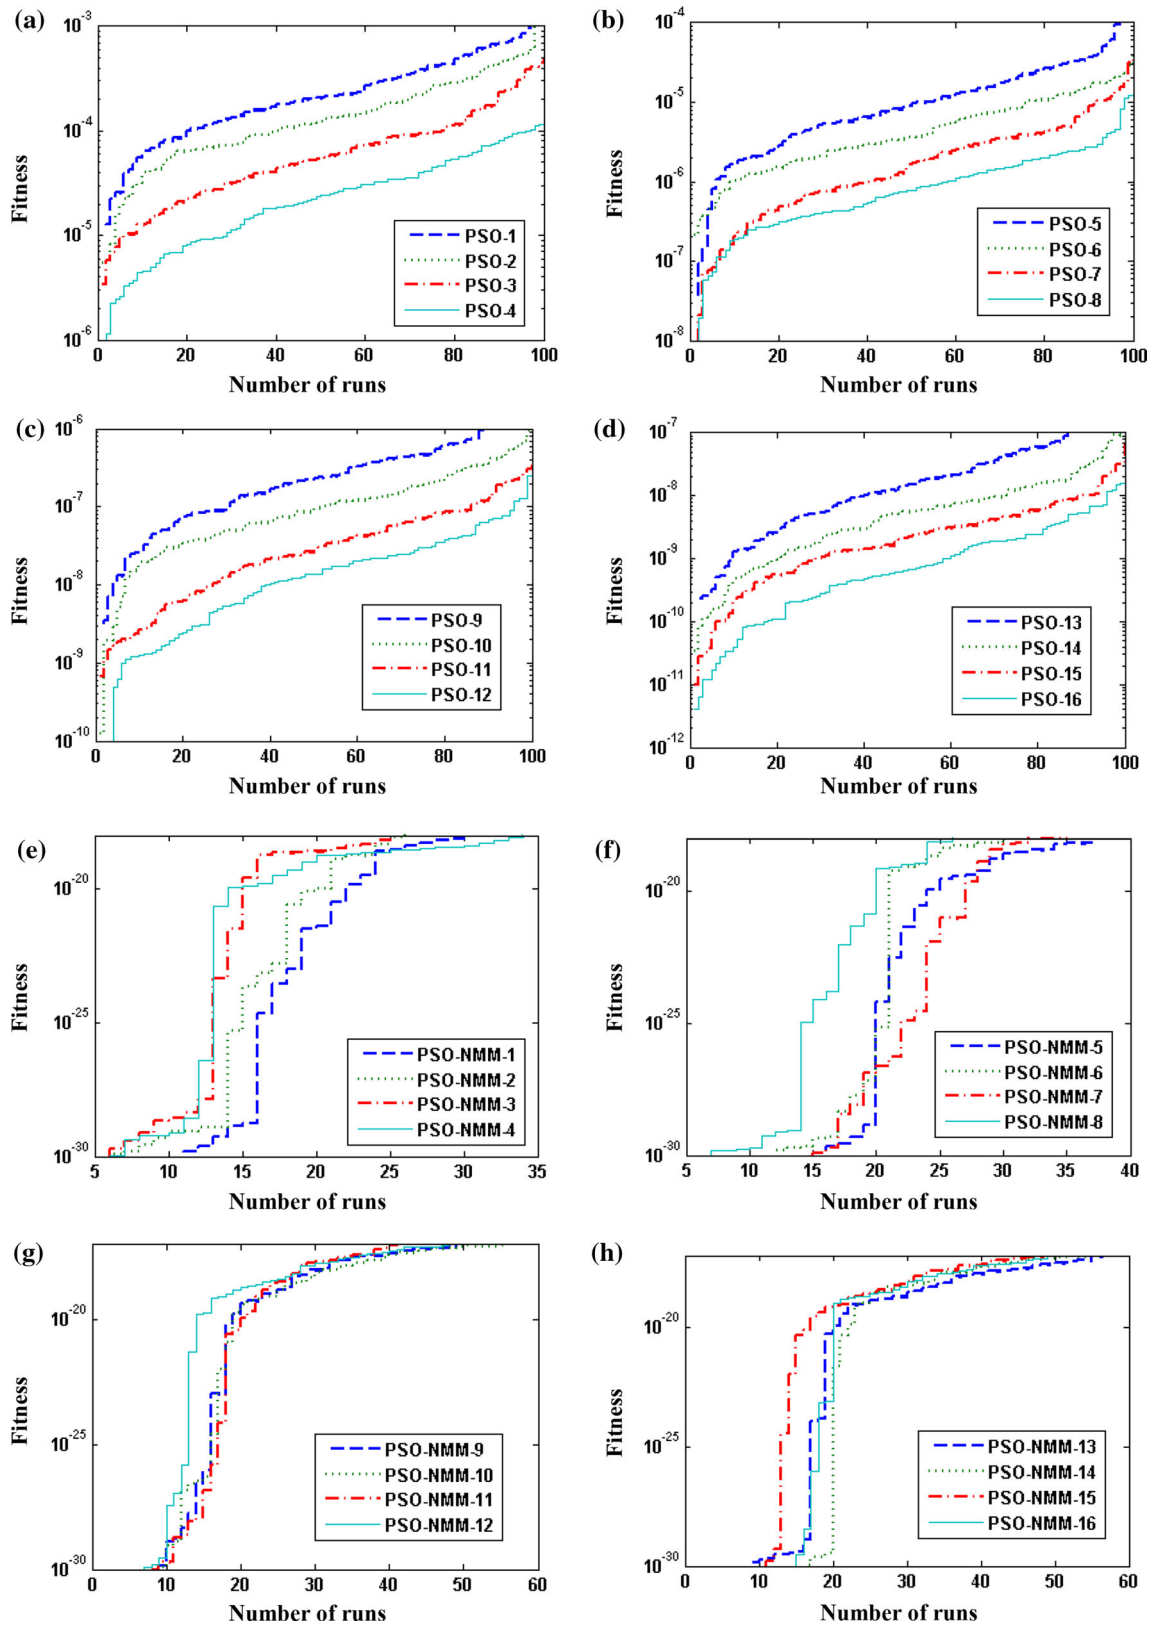 (a)
10^-3
10^-4
10^-5
10^-6
Fitness
PSO-1
PSO-2
PSO-3
PSO-4
0 20 40 60 80 100
Number of runs
(b)
10^-4
10^-5
10^-6
10^-7
10^-8
Fitness
PSO-5
PSO-6
PSO-7
PSO-8
0 20 40 60 80 100
Number of runs
(c)
10^-6
10^-7
10^-8
10^-9
10^-10
Fitness
PSO-9
PSO-10
PSO-11
PSO-12
0 20 40 60 80 100
Number of runs
(d)
10^-7
10^-8
10^-9
10^-10
10^-11
10^-12
Fitness
PSO-13
PSO-14
PSO-15
PSO-16
0 20 40 60 80 100
Number of runs
(e)
10^-20
10^-25
10^-30
Fitness
PSO-NMM-1
PSO-NMM-2
PSO-NMM-3
PSO-NMM-4
5 10 15 20 25 30 35
Number of runs
(f)
10^-20
10^-25
10^-30
Fitness
PSO-NMM-5
PSO-NMM-6
PSO-NMM-7
PSO-NMM-8
5 10 15 20 25 30 35 40
Number of runs
(g)
10^-20
10^-25
10^-30
Fitness
PSO-NMM-9
PSO-NMM-10
PSO-NMM-11
PSO-NMM-12
0 10 20 30 40 50 60
Number of runs
(h)
10^-20
10^-25
10^-30
Fitness
PSO-NMM-13
PSO-NMM-14
PSO-NMM-15
PSO-NMM-16
0 10 20 30 40 50 60
Number of runs